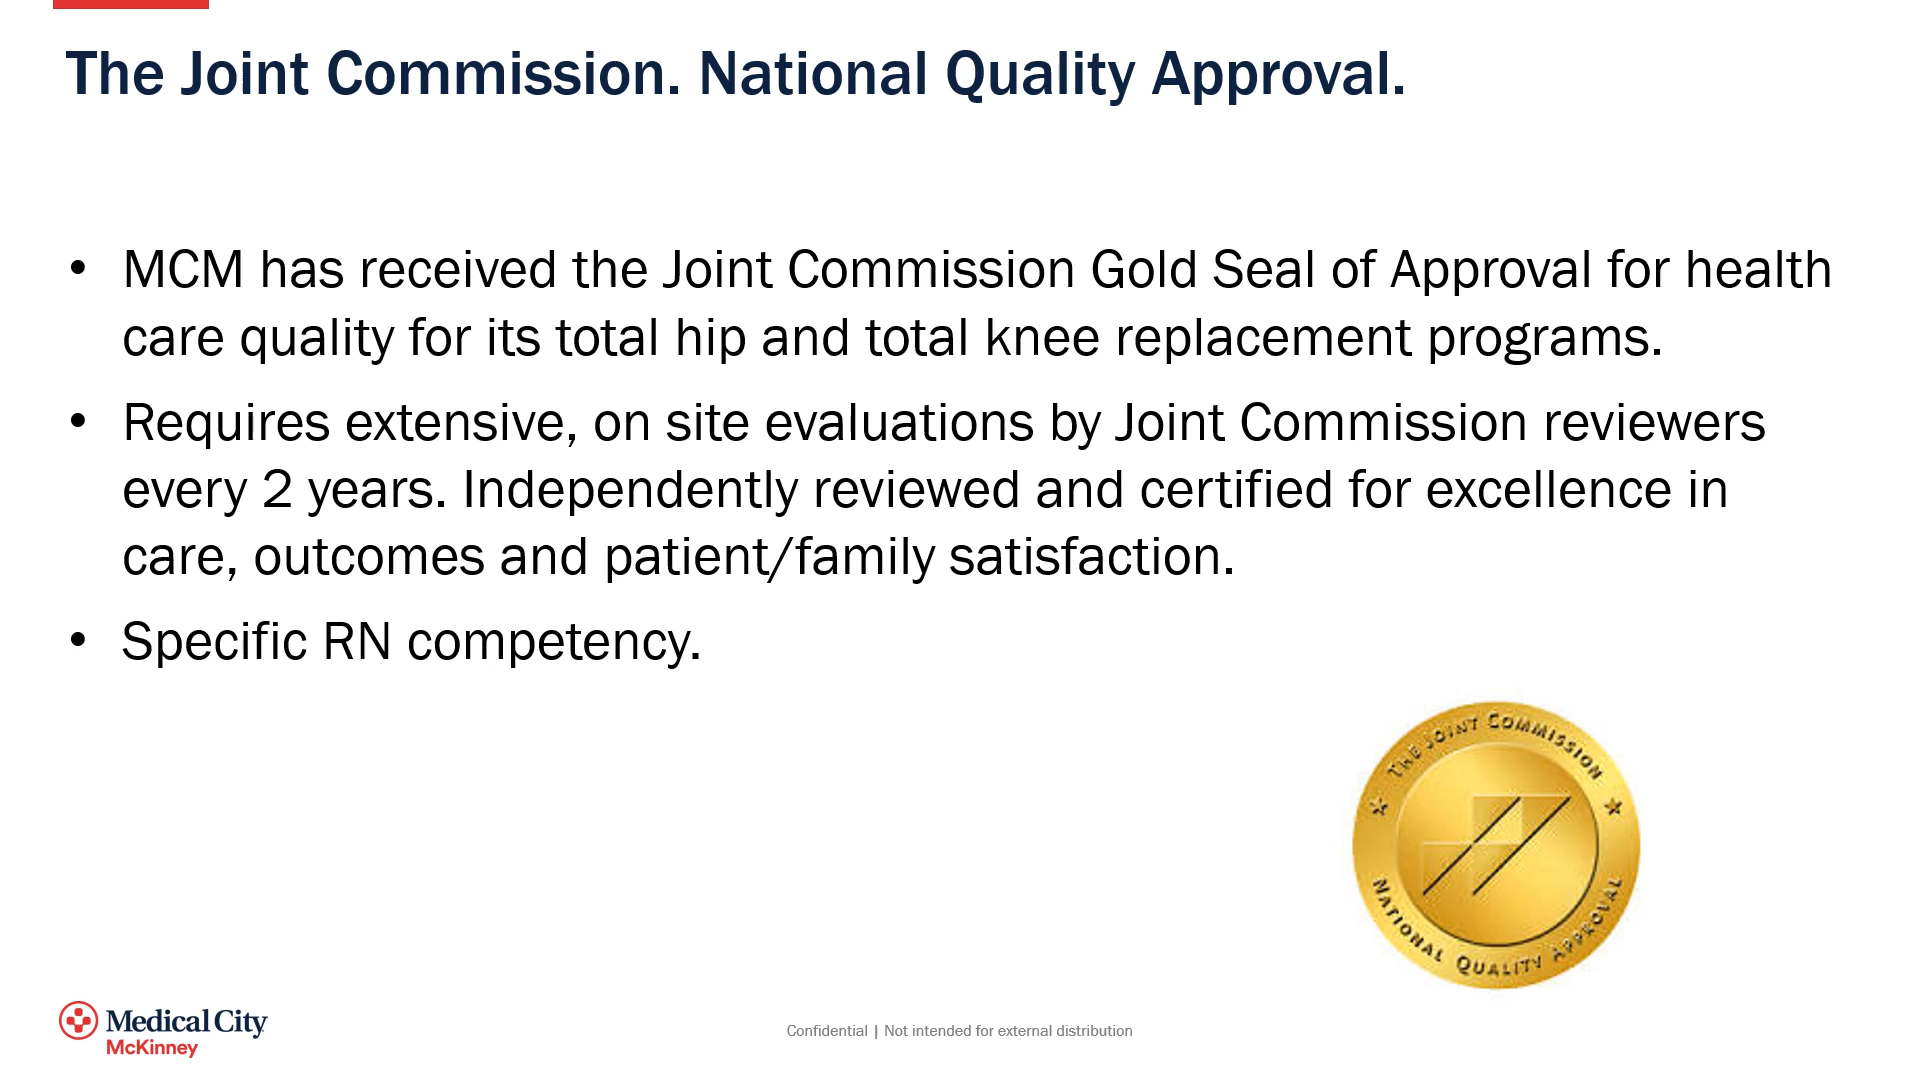 The Joint Commission. National Quality Approval.
• MCM has received the Joint Commission Gold Seal of Approval for health
care quality for its total hip and total knee replacement programs.
• Requires extensive, on site evaluations by Joint Commission reviewers
every 2 years. Independently reviewed and certified for excellence in
care, outcomes and patient/family satisfaction.
• Specific RN competency.
THE JOINT COMMISSION
NATIONAL QUALITY APPROVAL
Medical City
McKinney
Confidential | Not intended for external distribution